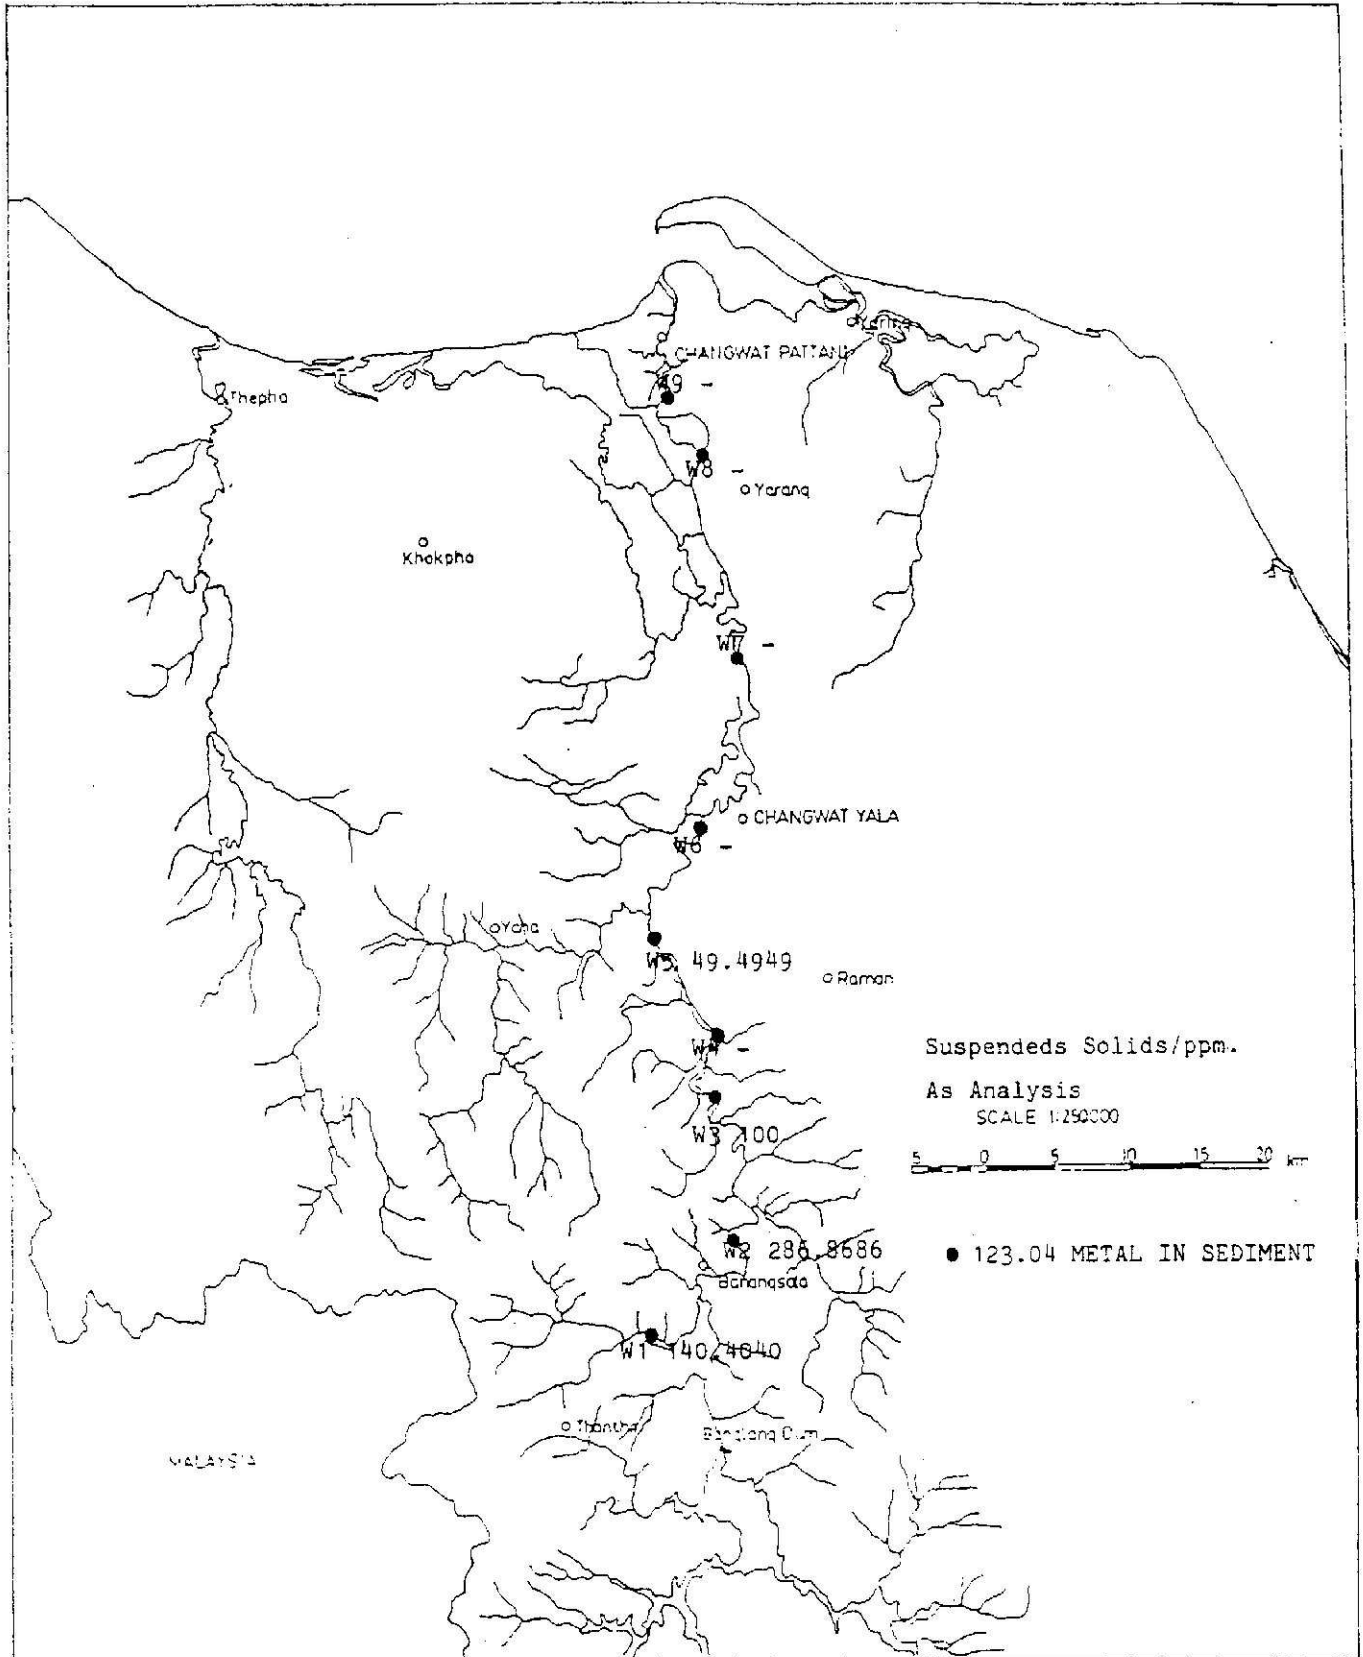 CHANGWAT PATTANI
W9 -
Thepha
W8 -
Yarang
Khokpho
W7 -
CHANGWAT YALA
W6 -
Yaha
W5 49.4949
Raman
W4 -
Suspendeds Solids/ppm.
As Analysis
SCALE 1:250000
W3 100
5 0 5 10 15 20 km
W2 286.8686
● 123.04 METAL IN SEDIMENT
W1 140.4040
MALAYSIA